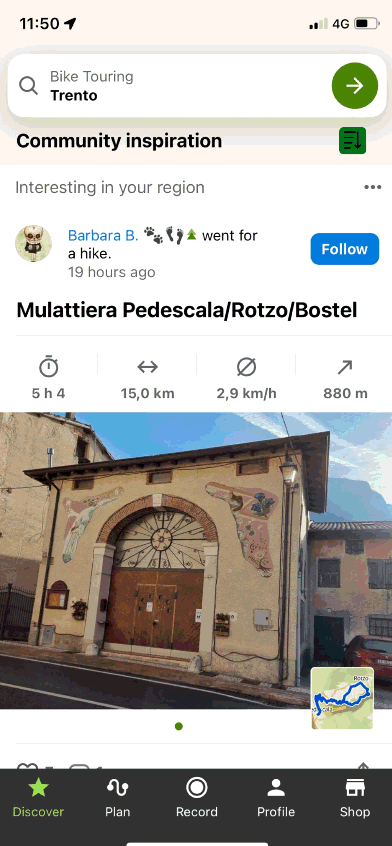 11:50
4G
Bike Touring
Trento
Community inspiration
Interesting in your region
Barbara B. 🐾👣🌲 went for
a hike.
Follow
19 hours ago
Mulattiera Pedescala/Rotzo/Bostel
5 h 4
15,0 km
2,9 km/h
880 m
Rotzo
Discover
Plan
Record
Profile
Shop